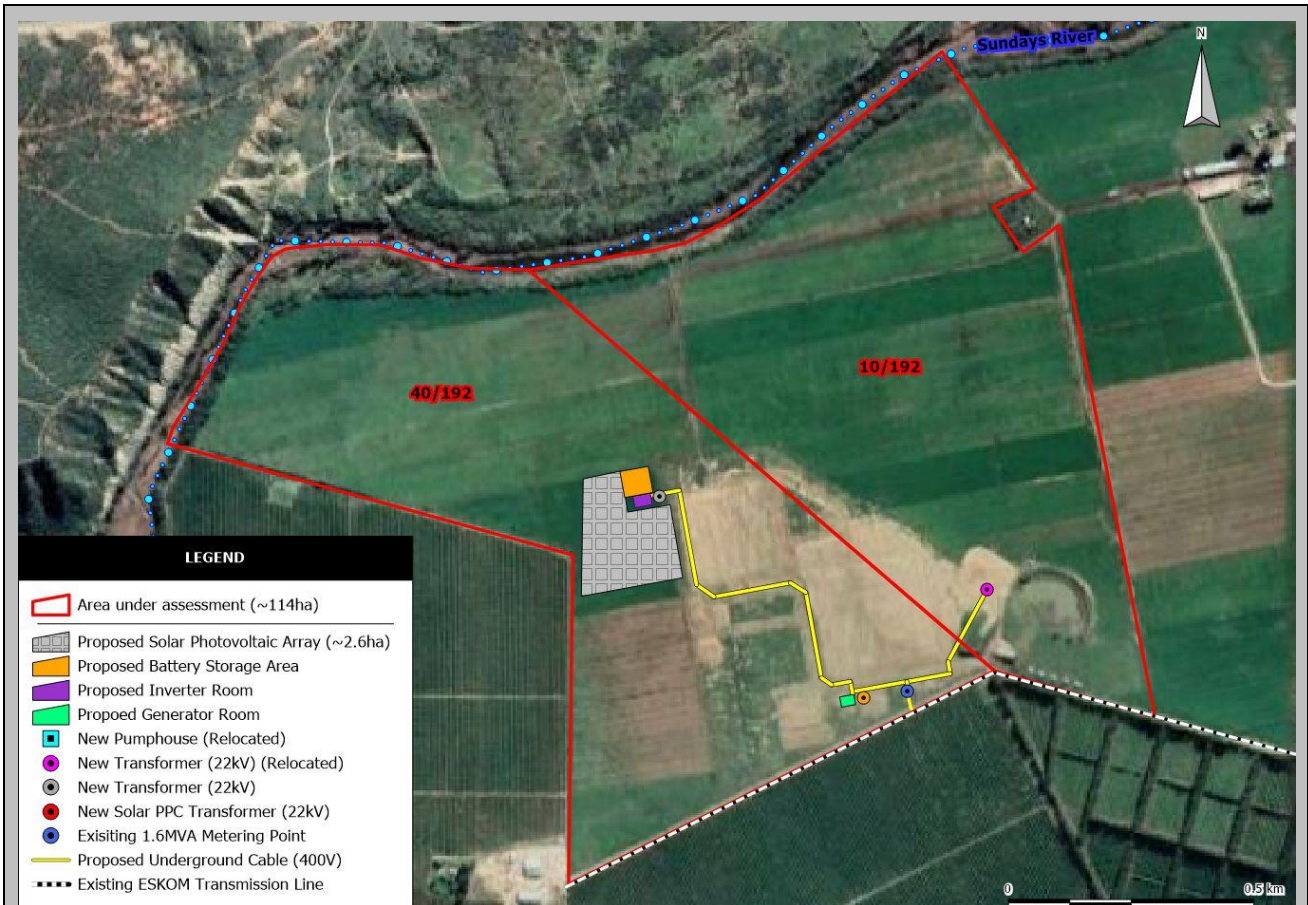 Sundays River
N
10/192
40/192
LEGEND
Area under assessment (~114ha)
Proposed Solar Photovoltaic Array (~2.6ha)
Proposed Battery Storage Area
Proposed Inverter Room
Propoed Generator Room
New Pumphouse (Relocated)
New Transformer (22kV) (Relocated)
New Transformer (22kV)
New Solar PPC Transformer (22kV)
Exisiting 1.6MVA Metering Point
Proposed Underground Cable (400V)
Existing ESKOM Transmission Line
0 0.5 km